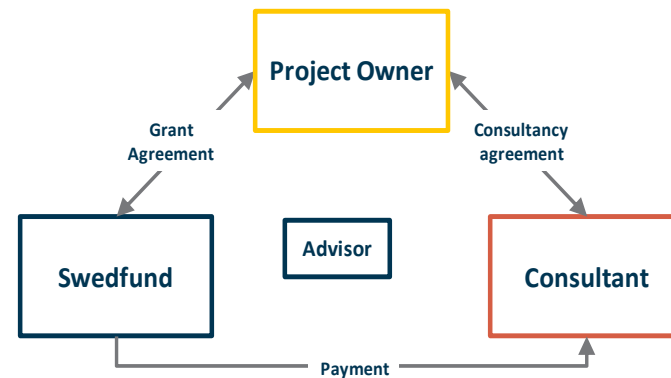 Project Owner
Grant
Agreement
Consultancy
agreement
Swedfund
Advisor
Consultant
Payment